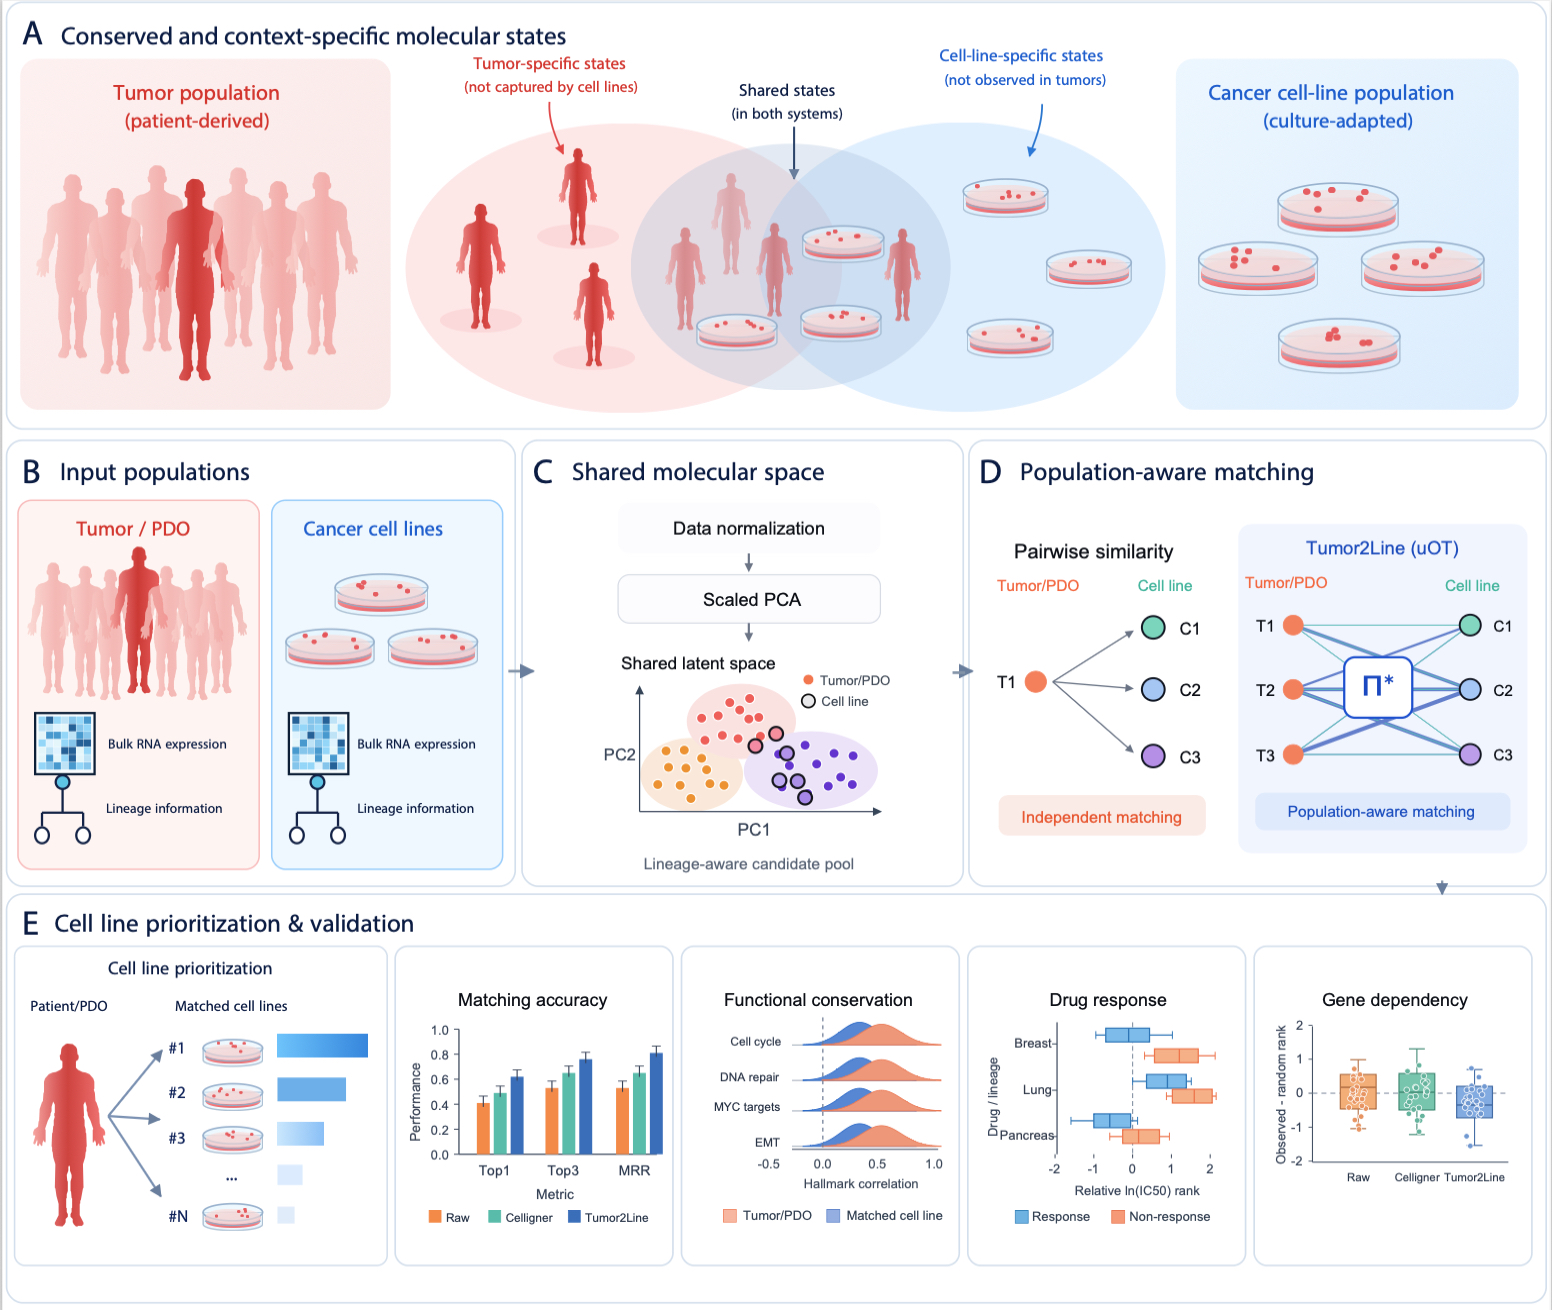 A Conserved and context-specific molecular states
Tumor population
(patient-derived)
Tumor-specific states
(not captured by cell lines)
Shared states
(in both systems)
Cell-line-specific states
(not observed in tumors)
Cancer cell-line population
(culture-adapted)
B Input populations
Tumor / PDO
Bulk RNA expression
Lineage information
Cancer cell lines
Bulk RNA expression
Lineage information
C Shared molecular space
Data normalization
Scaled PCA
Shared latent space
Tumor/PDO
Cell line
PC2
PC1
Lineage-aware candidate pool
D Population-aware matching
Pairwise similarity
Tumor/PDO Cell line
T1
C1
C2
C3
Independent matching
Tumor2Line (uOT)
Tumor/PDO Cell line
T1 C1
T2 Π* C2
T3 C3
Population-aware matching
E Cell line prioritization & validation
Cell line prioritization
Patient/PDO Matched cell lines
#1
#2
#3
...
#N
Matching accuracy
Performance
1.0
0.8
0.6
0.4
0.2
0.0
Top1 Top3 MRR
Metric
Raw Celligner Tumor2Line
Functional conservation
Cell cycle
DNA repair
MYC targets
EMT
-0.5 0.0 0.5 1.0
Hallmark correlation
Tumor/PDO Matched cell line
Drug response
Drug / lineage
Breast
Lung
Pancreas
-2 -1 0 1 2
Relative ln(IC50) rank
Response Non-response
Gene dependency
Observed - random rank
2
1
0
-1
-2
Raw Celligner Tumor2Line